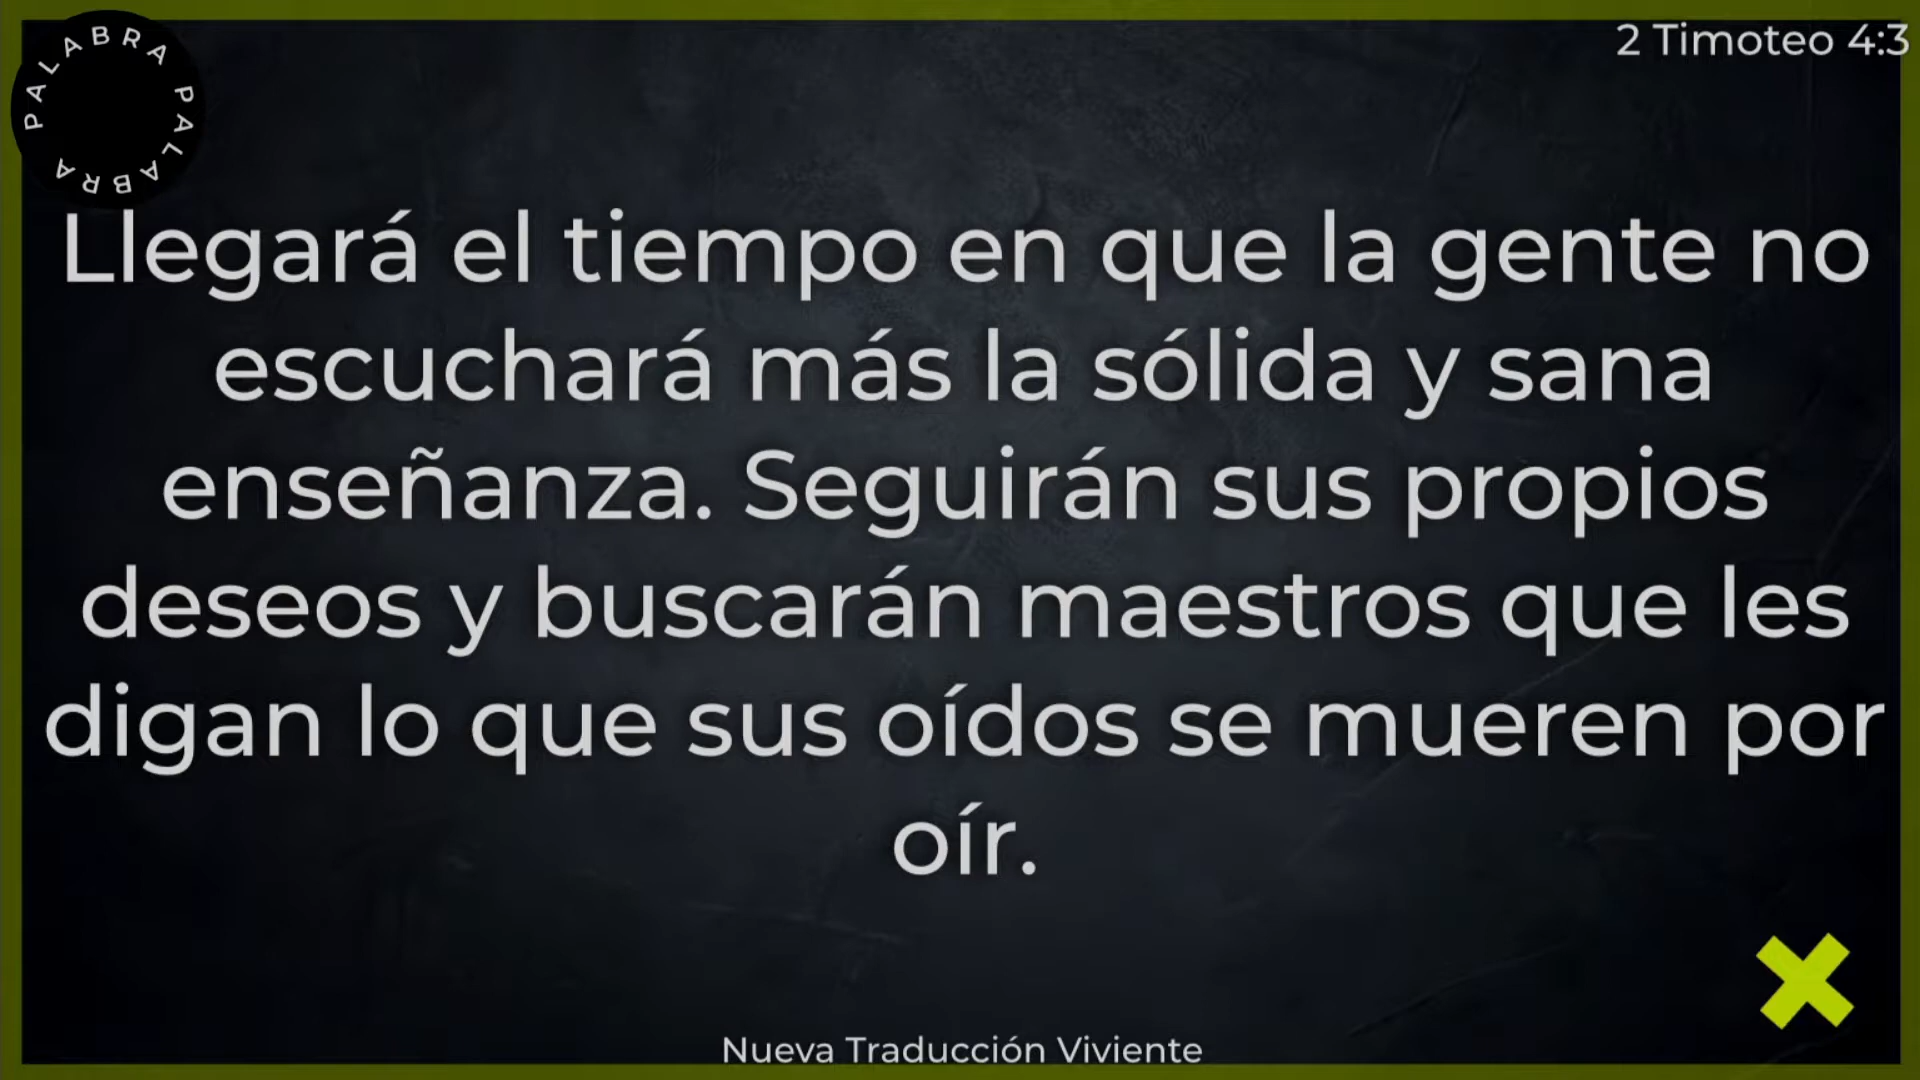 PALABRA PALABRA
2 Timoteo 4:3
Llegará el tiempo en que la gente no
escuchará más la sólida y sana
enseñanza. Seguirán sus propios
deseos y buscarán maestros que les
digan lo que sus oídos se mueren por
oír.
Nueva Traducción Viviente